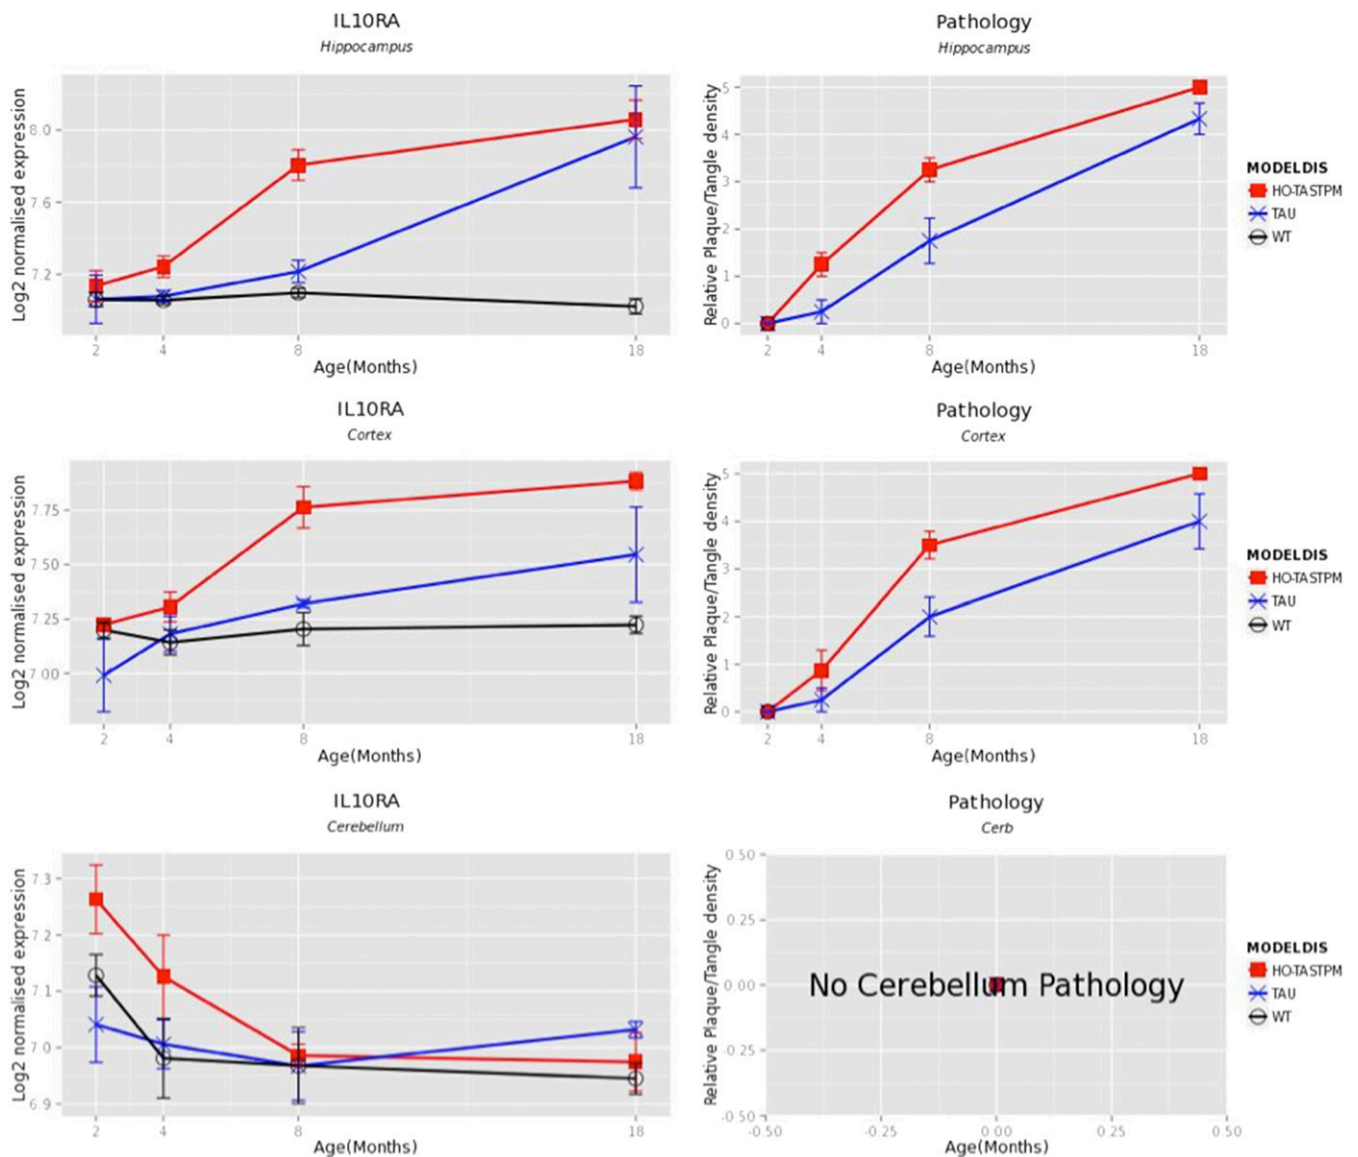 IL10RA
Hippocampus
Log2 normalised expression
8.0
7.6
7.2
2 4 8 18
Age(Months)
Pathology
Hippocampus
Relative Plaque/Tangle density
5
4
3
2
1
0
2 4 8 18
Age(Months)
MODELDIS
HO-TASTPM
TAU
WT
IL10RA
Cortex
Log2 normalised expression
7.75
7.50
7.25
7.00
2 4 8 18
Age(Months)
Pathology
Cortex
Relative Plaque/Tangle density
5
4
3
2
1
0
2 4 8 18
Age(Months)
MODELDIS
HO-TASTPM
TAU
WT
IL10RA
Cerebellum
Log2 normalised expression
7.3
7.2
7.1
7.0
6.9
2 4 8 18
Age(Months)
Pathology
Cerb
Relative Plaque/Tangle density
0.50
0.25
0.00
-0.25
-0.50
No Cerebellum Pathology
-0.50 -0.25 0.00 0.25 0.50
Age(Months)
MODELDIS
HO-TASTPM
TAU
WT